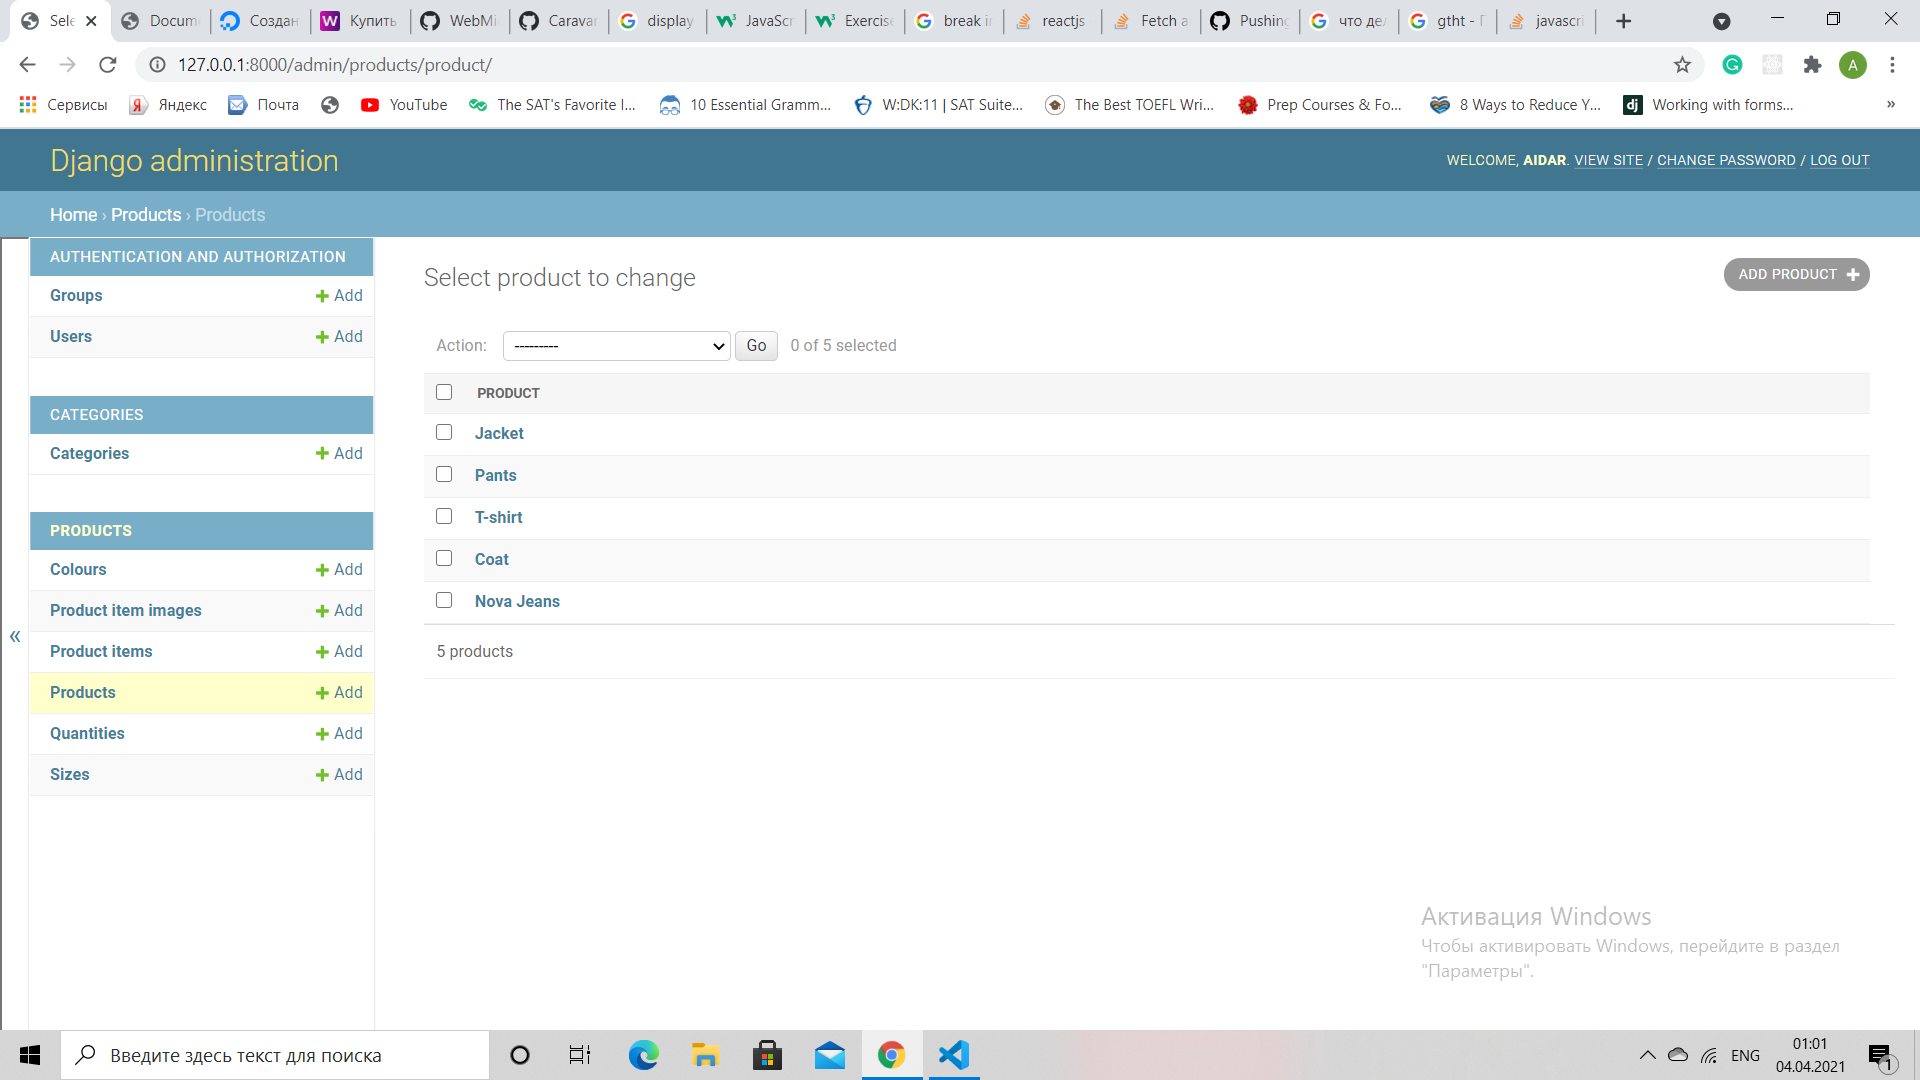 Sele
Docum
Создан
Купить
WebMi
Caravan
display
JavaScr
Exercise
break i
reactjs
Fetch a
Pushing
что дел
gtht - П
javascri
127.0.0.1:8000/admin/products/product/
A
Сервисы
Яндекс
Почта
YouTube
The SAT's Favorite I...
10 Essential Gramm...
W:DK:11 | SAT Suite...
The Best TOEFL Wri...
Prep Courses & Fo...
8 Ways to Reduce Y...
dj Working with forms...
»
Django administration
WELCOME, AIDAR. VIEW SITE / CHANGE PASSWORD / LOG OUT
Home › Products › Products
AUTHENTICATION AND AUTHORIZATION
Groups Add
Users Add
CATEGORIES
Categories Add
PRODUCTS
Colours Add
Product item images Add
Product items Add
Products Add
Quantities Add
Sizes Add
«
Select product to change
ADD PRODUCT
Action: --------- Go 0 of 5 selected
PRODUCT
Jacket
Pants
T-shirt
Coat
Nova Jeans
5 products
Активация Windows
Чтобы активировать Windows, перейдите в раздел
"Параметры".
Введите здесь текст для поиска
ENG
01:01
04.04.2021
1